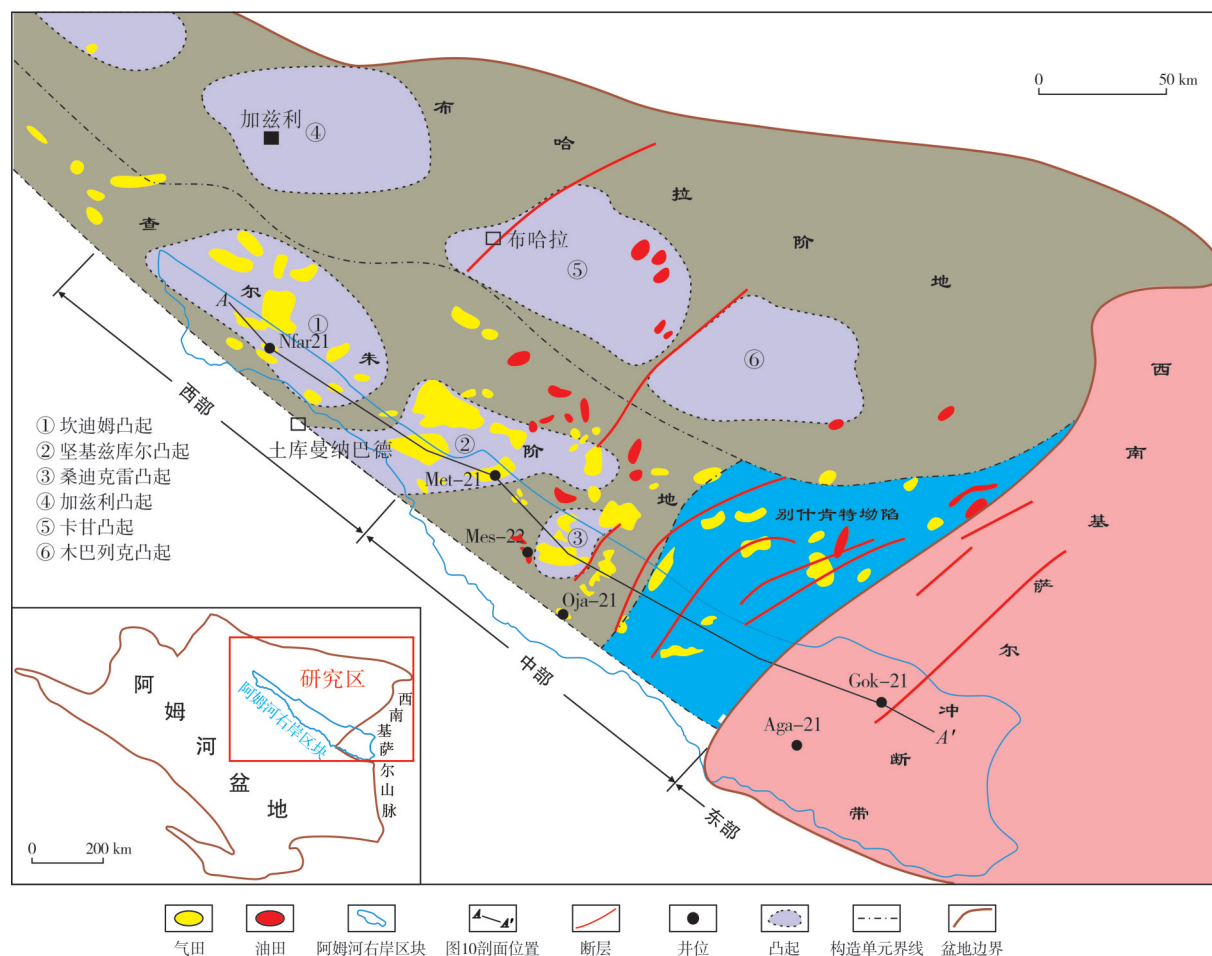 0 50 km
加兹利
④
布
哈
拉
阶
地
布哈拉
⑤
⑥
查
尔
朱
阶
地
A
①
Nfar21
西部
土库曼纳巴德
②
Met-21
Mes-22
③
Oja-21
别什肯特坳陷
中部
西
南
基
萨
尔
冲
断
带
Gok-21
A'
Aga-21
东部
① 坎迪姆凸起
② 坚基兹库尔凸起
③ 桑迪克雷凸起
④ 加兹利凸起
⑤ 卡甘凸起
⑥ 木巴列克凸起
研究区
阿姆河右岸区块
阿
姆
河
盆
地
西
南
基
萨
尔
山
脉
0 200 km
A A'
气田 油田 阿姆河右岸区块 图10剖面位置 断层 井位 凸起 构造单元界线 盆地边界